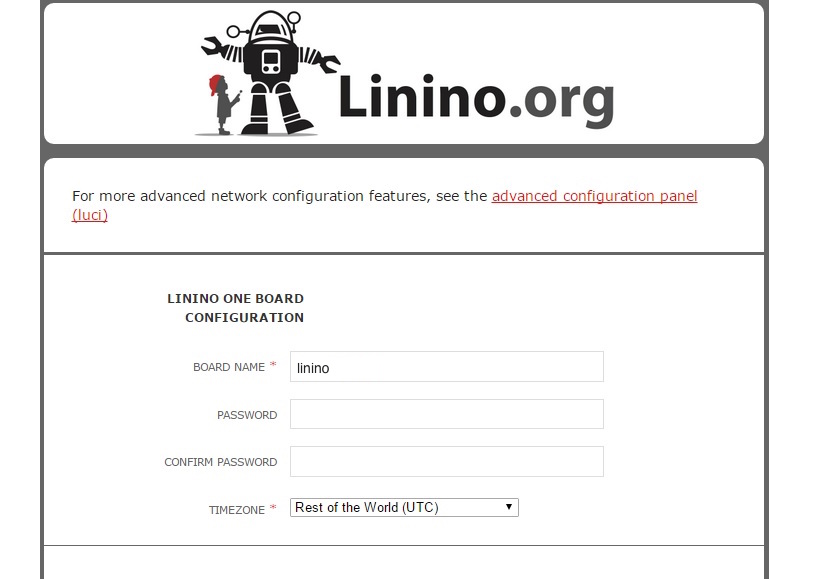 Linino.org
For more advanced network configuration features, see the advanced configuration panel
(luci)
LININO ONE BOARD
CONFIGURATION
BOARD NAME * linino
PASSWORD
CONFIRM PASSWORD
TIMEZONE * Rest of the World (UTC)